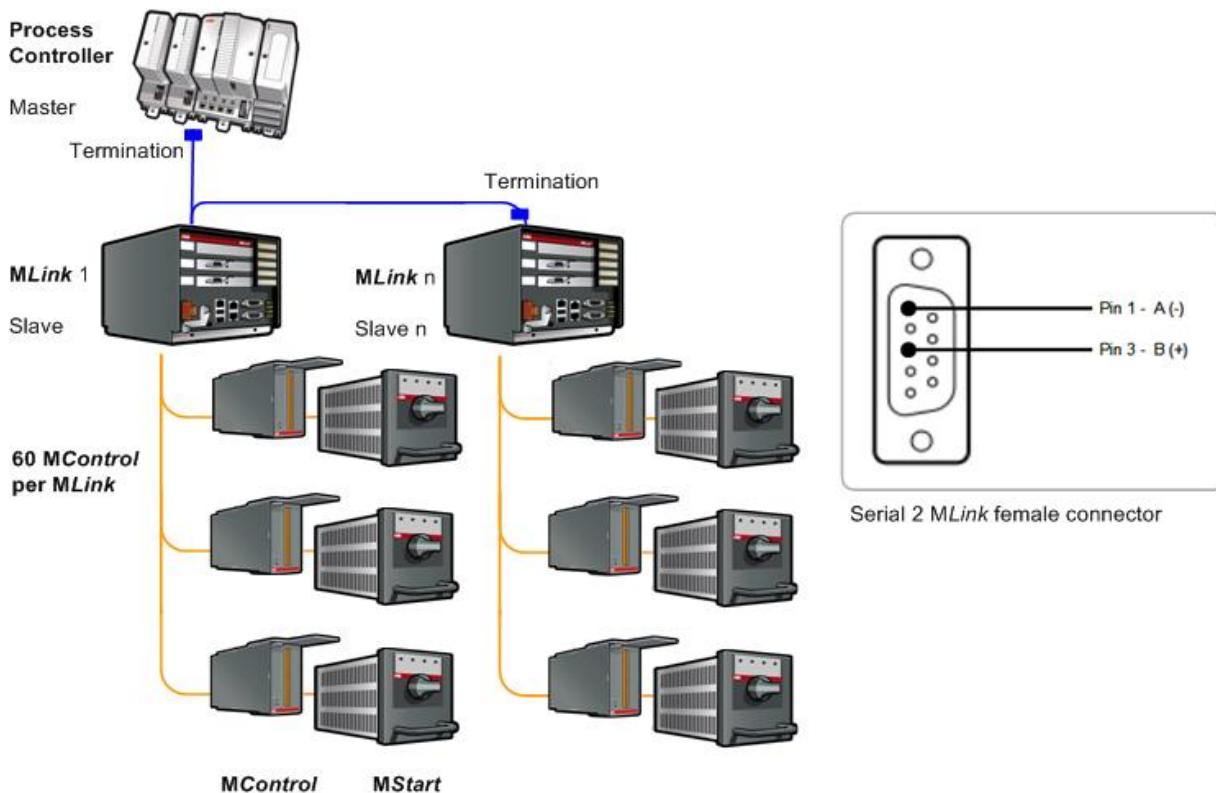 Process
Controller
Master
Termination
Termination
MLink 1
Slave
MLink n
Slave n
60 MControl
per MLink
MControl
MStart
Pin 1 - A (-)
Pin 3 - B (+)
Serial 2 MLink female connector